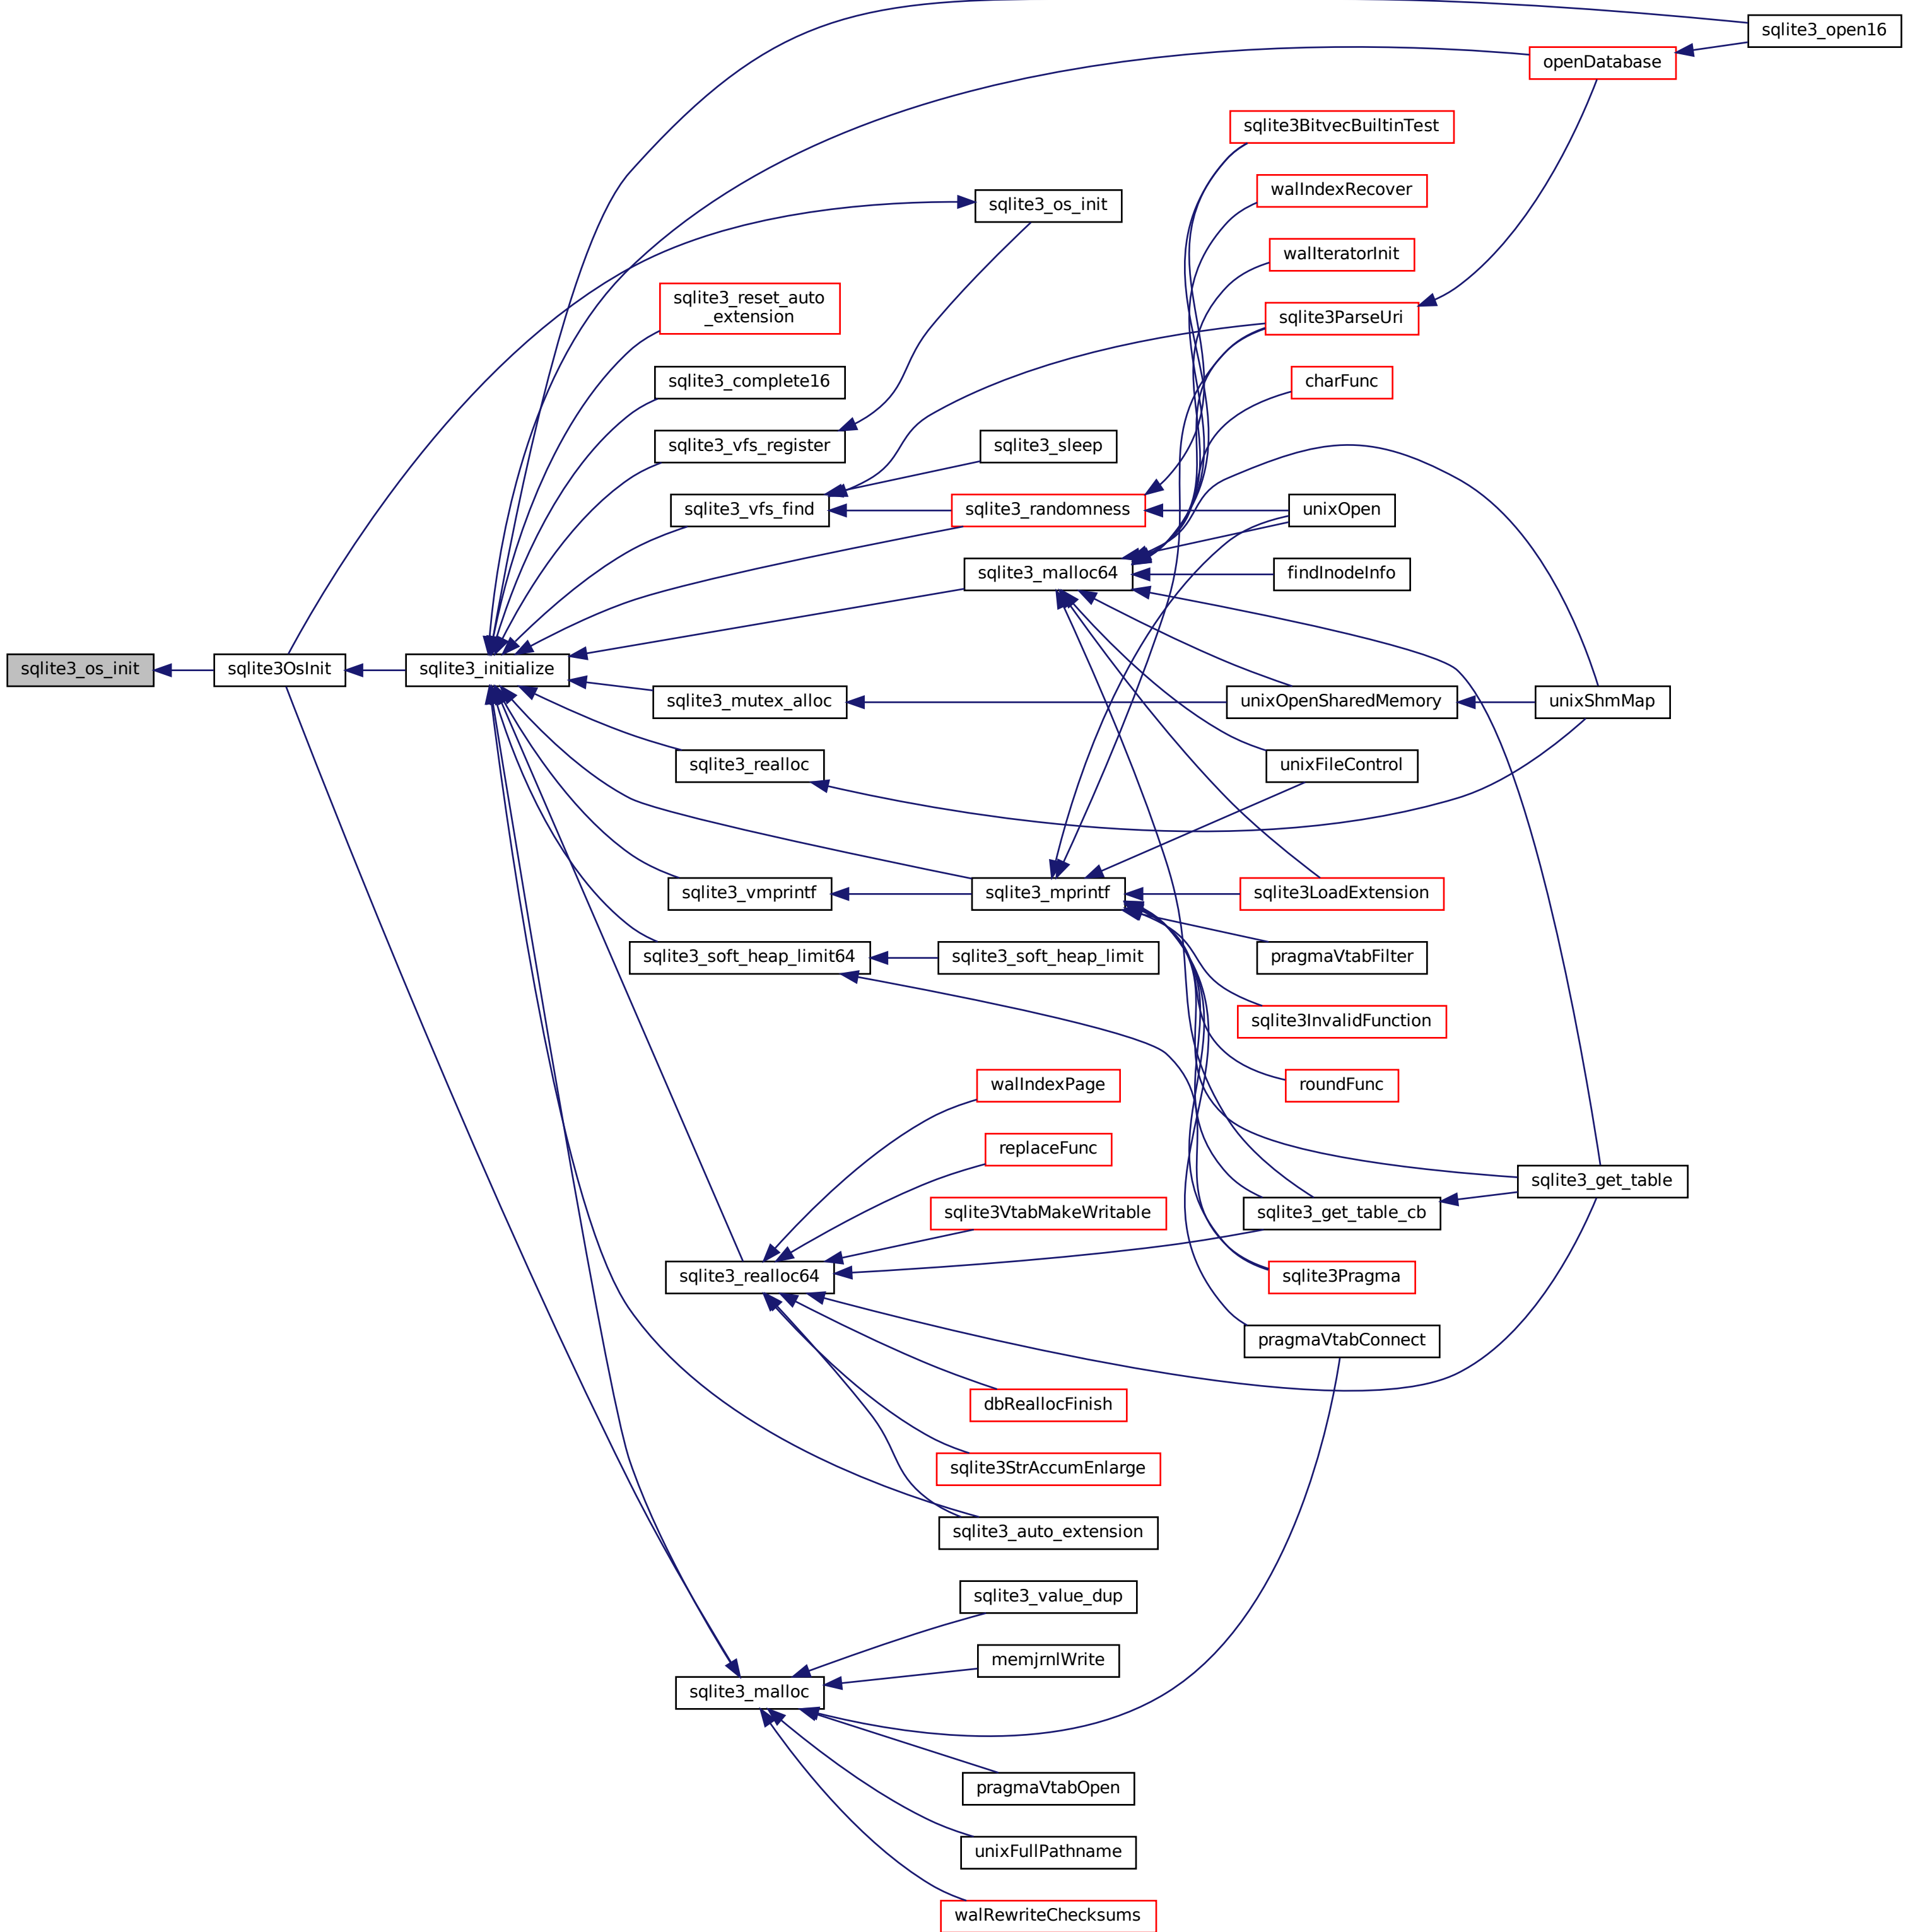 sqlite3_open16
openDatabase
sqlite3BitvecBuiltinTest
walIndexRecover
sqlite3_os_init
walIteratorInit
sqlite3_reset_auto
_extension
sqlite3ParseUri
sqlite3_complete16
charFunc
sqlite3_vfs_register
sqlite3_sleep
sqlite3_vfs_find
sqlite3_randomness
unixOpen
sqlite3_malloc64
findInodeInfo
sqlite3_os_init
sqlite3OsInit
sqlite3_initialize
sqlite3_mutex_alloc
unixOpenSharedMemory
unixShmMap
sqlite3_realloc
unixFileControl
sqlite3_vmprintf
sqlite3_mprintf
sqlite3LoadExtension
sqlite3_soft_heap_limit64
sqlite3_soft_heap_limit
pragmaVtabFilter
sqlite3InvalidFunction
walIndexPage
roundFunc
replaceFunc
sqlite3_get_table
sqlite3VtabMakeWritable
sqlite3_get_table_cb
sqlite3_realloc64
sqlite3Pragma
pragmaVtabConnect
dbReallocFinish
sqlite3StrAccumEnlarge
sqlite3_auto_extension
sqlite3_value_dup
memjrnlWrite
sqlite3_malloc
pragmaVtabOpen
unixFullPathname
walRewriteChecksums